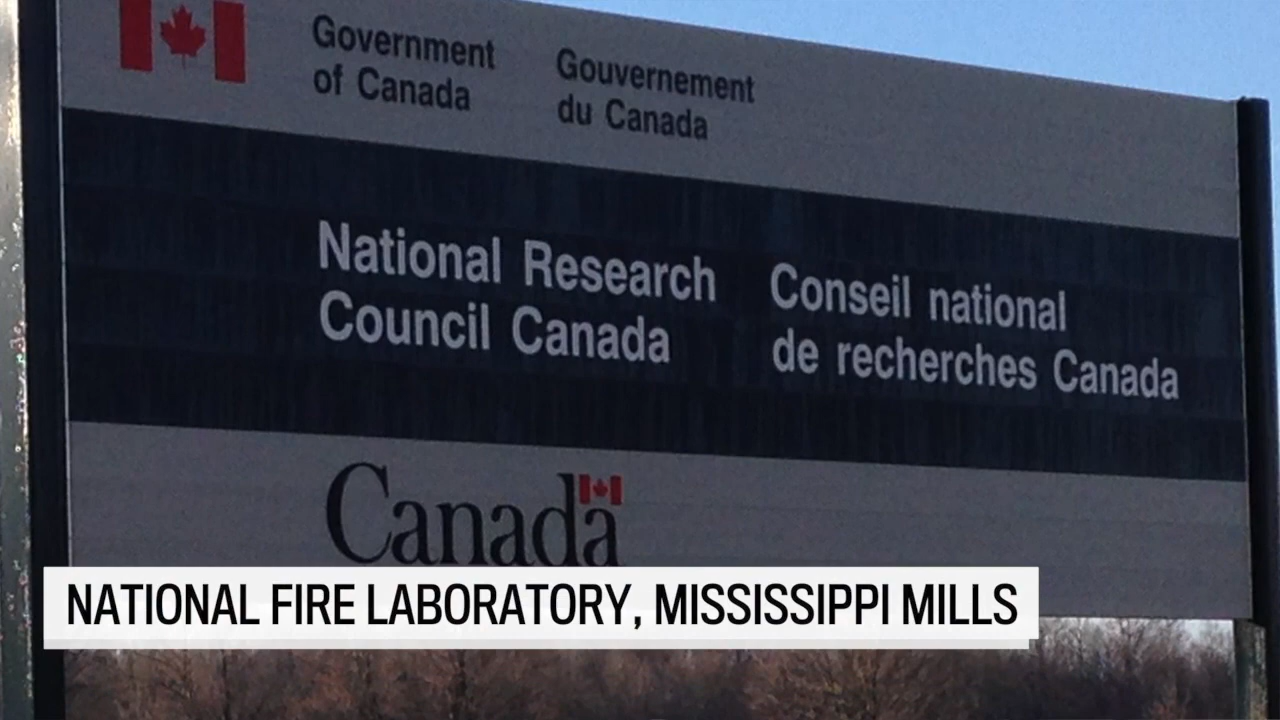 Government
of Canada
Gouvernement
du Canada
National Research
Council Canada
Conseil national
de recherches Canada
Canada
NATIONAL FIRE LABORATORY, MISSISSIPPI MILLS